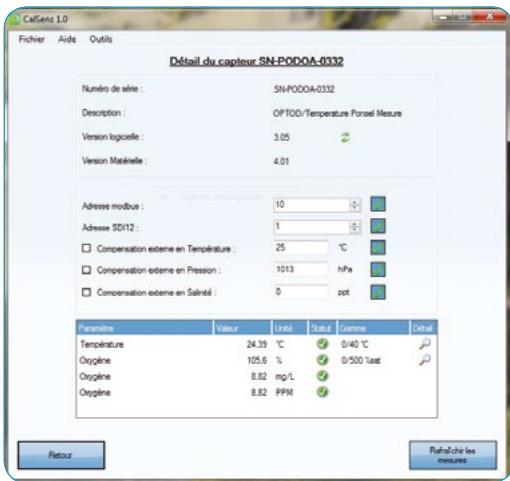 CalSens 1.0
Fichier Aide Outils
Détail du capteur SN-PODOA-0332
Numéro de série : SN-PODOA-0332
Description : OPTOD/Temperature Ponsel Mesure
Version logicielle : 3.05
Version Matérielle : 4.01
Adresse modbus : 10
Adresse SDI12 : 1
Compensation externe en Température : 25 °C
Compensation externe en Pression : 1013 hPa
Compensation externe en Salinité : 0 ppt
Paramètre Valeur Unité Statut Gamme Détail
Température 24,39 °C 0/40 °C
Oxygène 105,6 % 0/500 %sat
Oxygène 8,82 mg/L
Oxygène 8,82 PPM
Retour
Rafraîchir les
mesures